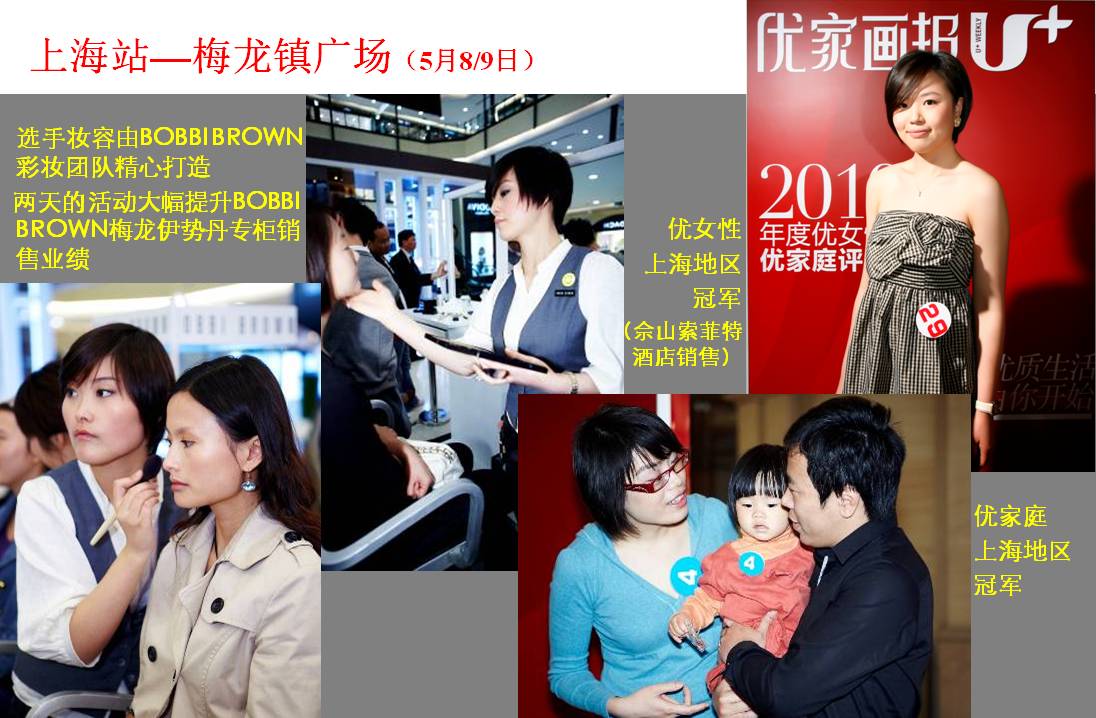 上海站—梅龙镇广场（5月8/9日）
选手妆容由BOBBI BROWN
彩妆团队精心打造
两天的活动大幅提升BOBBI
BROWN梅龙伊势丹专柜销
售业绩
优家画报
U+ WEEKLY
U+
201
年度优女
优家庭评
29
优质生活
你开始
优女性
上海地区
冠军
（佘山索菲特
酒店销售）
BOBBI BROWN
4
4
优家庭
上海地区
冠军